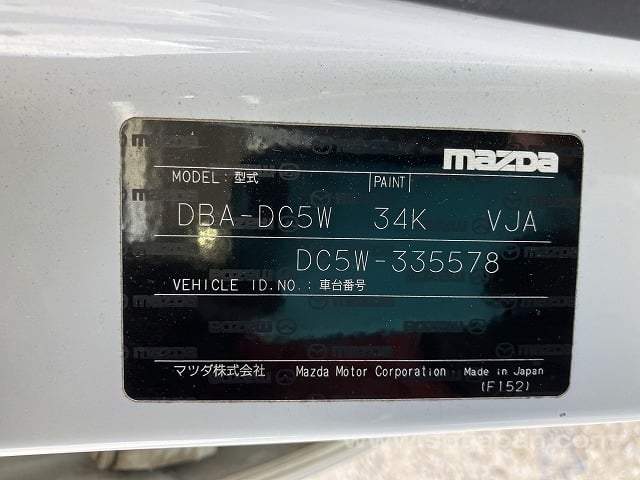 mazda
MODEL: 型式 PAINT
DBA-DC5W 34K VJA
DC5W-335578
VEHICLE ID.NO.: 車台番号
マツダ株式会社 Mazda Motor Corporation Made in Japan
(F152)